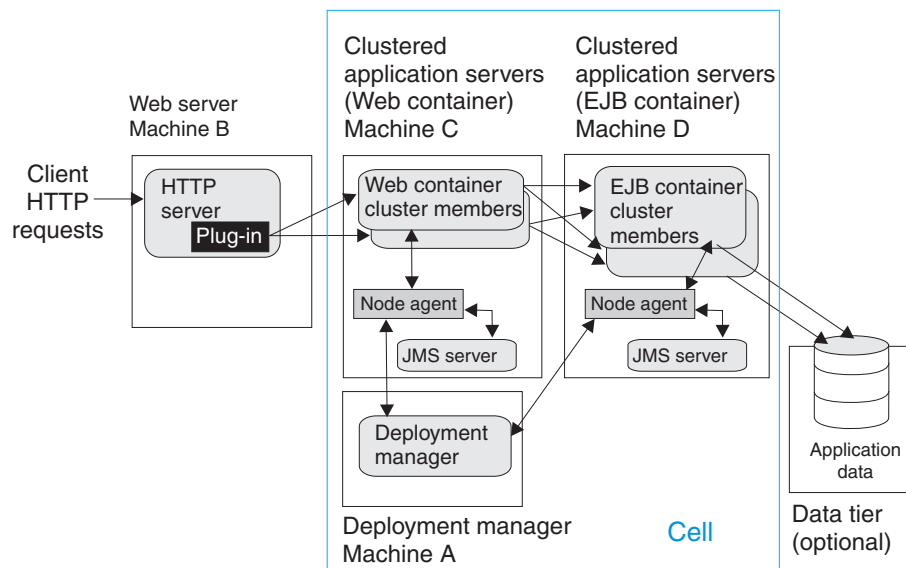 Client
HTTP
requests
Web server
Machine B
HTTP
server
Plug-in
Clustered
application servers
(Web container)
Machine C
Web container
cluster members
Node agent
JMS server
Clustered
application servers
(EJB container)
Machine D
EJB container
cluster
members
Node agent
JMS server
Deployment
manager
Deployment manager
Machine A
Cell
Application
data
Data tier
(optional)